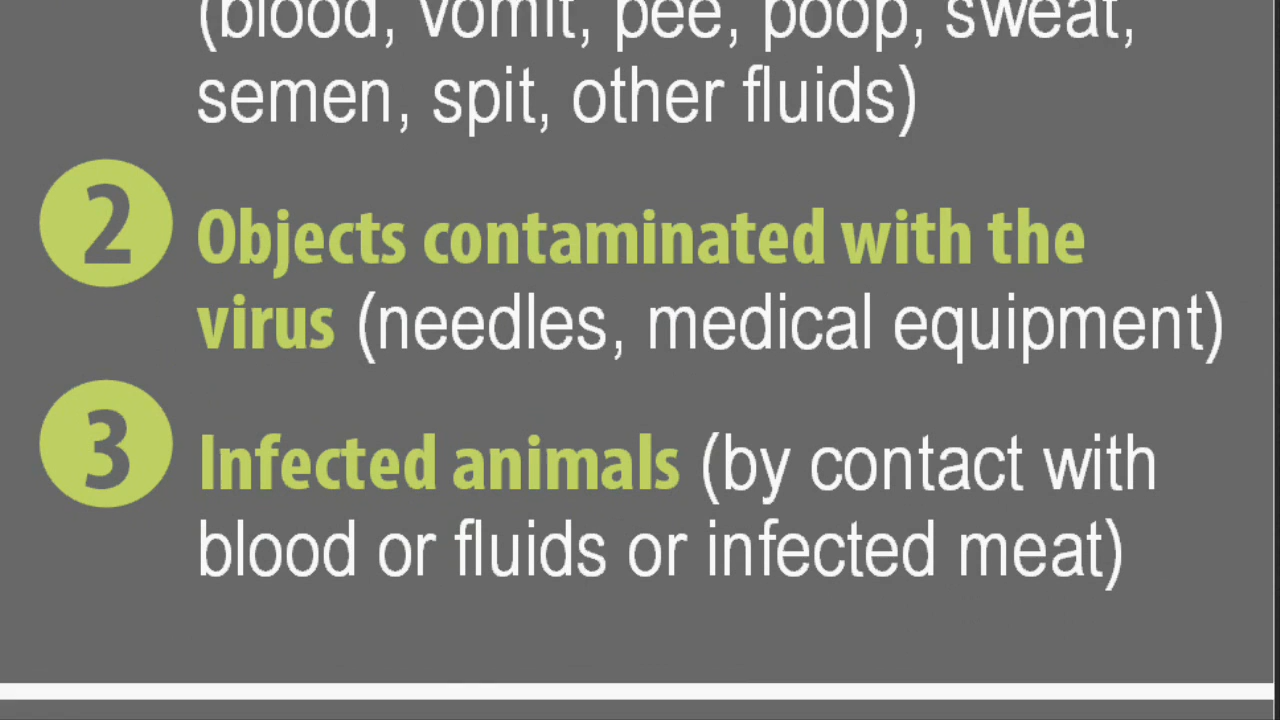 (blood, vomit, pee, poop, sweat,
semen, spit, other fluids)
2 Objects contaminated with the
virus (needles, medical equipment)
3 Infected animals (by contact with
blood or fluids or infected meat)